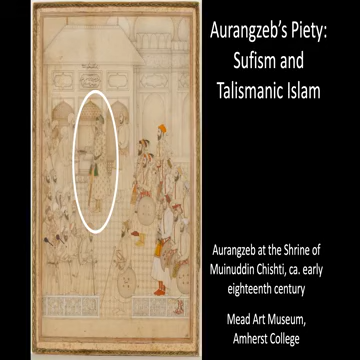 Aurangzeb's Piety:
Sufism and
Talismanic Islam
Aurangzeb at the Shrine of
Muinuddin Chishti, ca. early
eighteenth century
Mead Art Museum,
Amherst College